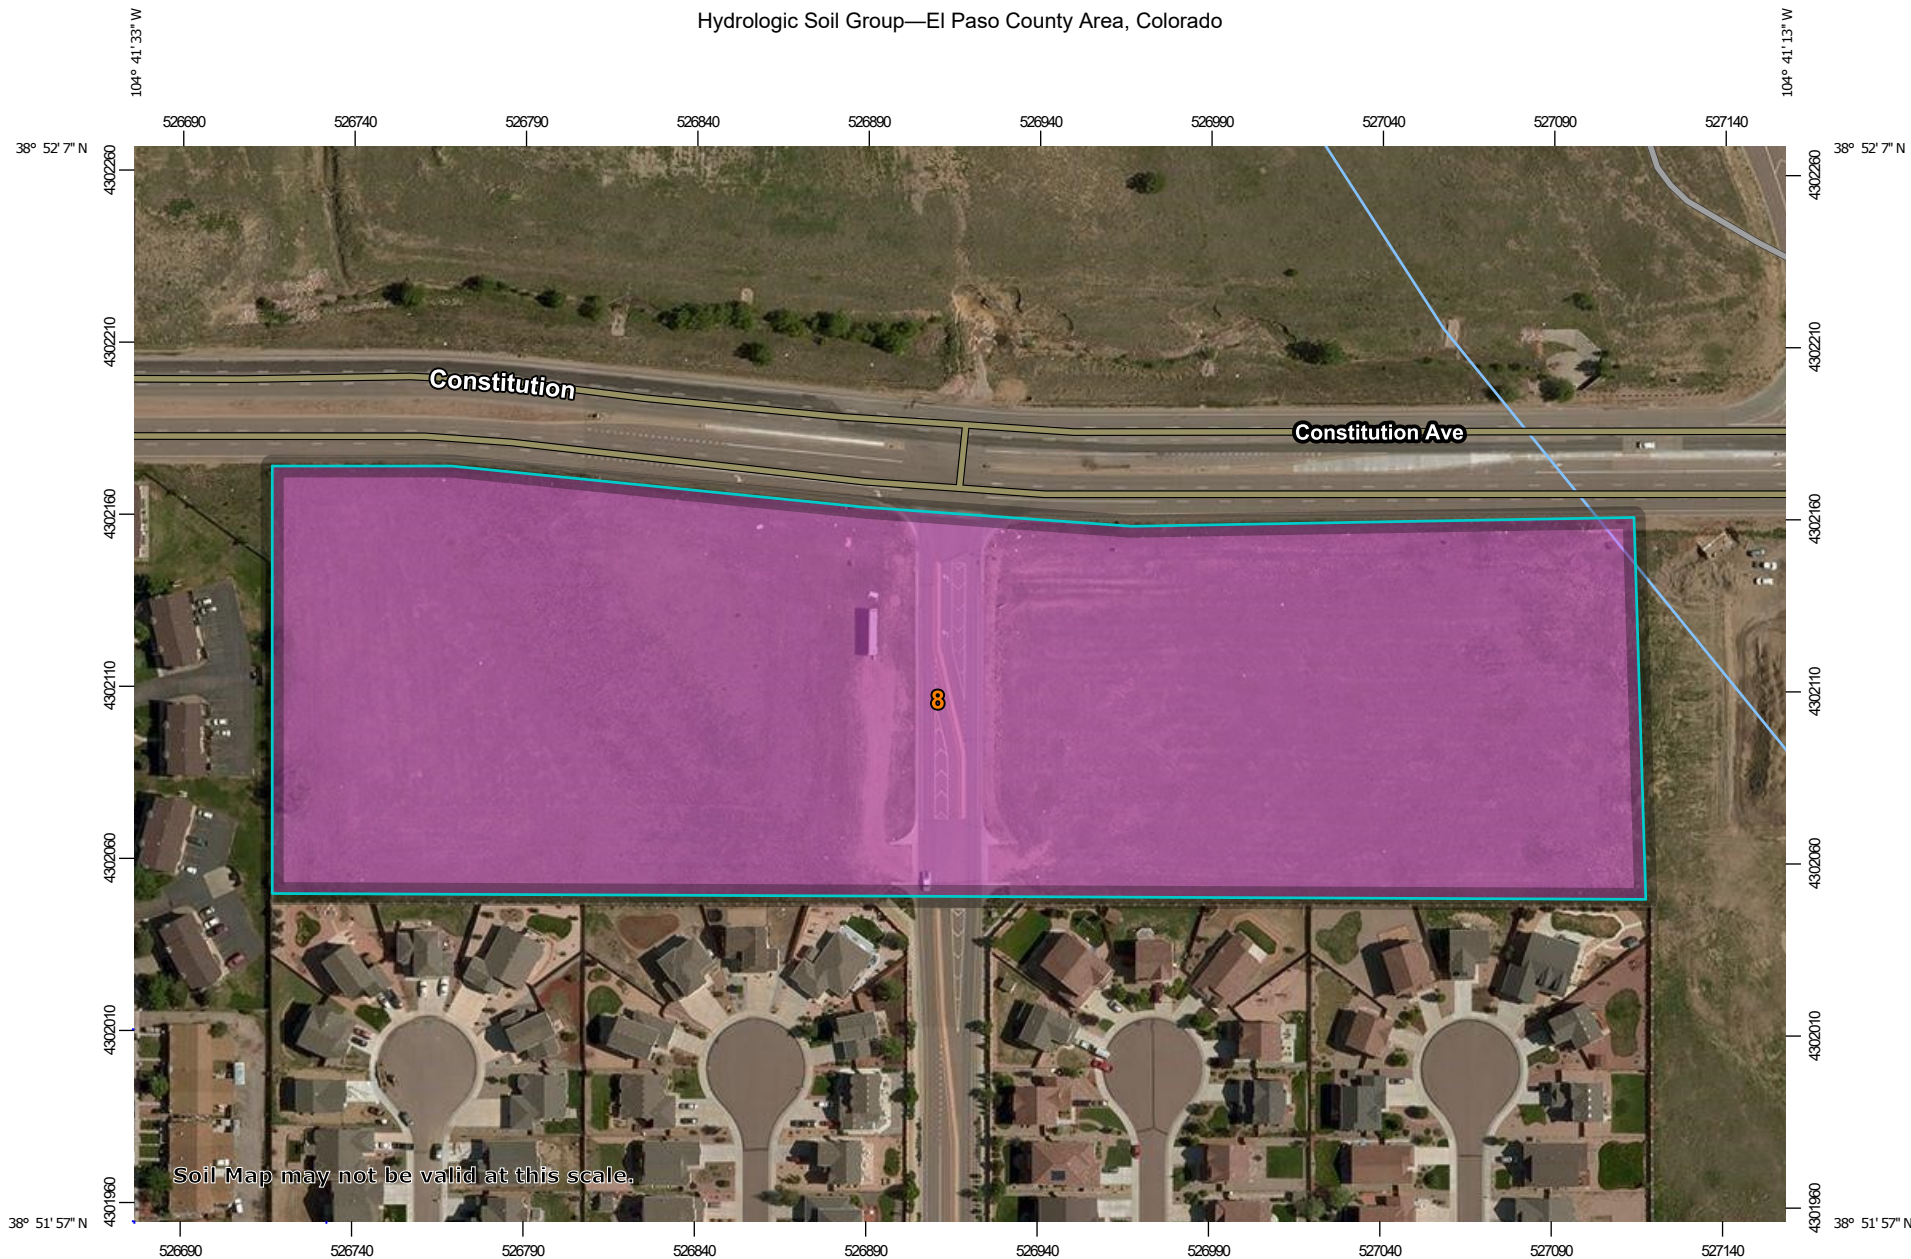 Hydrologic Soil Group—El Paso County Area, Colorado
104° 41' 33'' W
104° 41' 13'' W
526690 526740 526790 526840 526890 526940 526990 527040 527090 527140
38° 52' 7'' N
38° 52' 7'' N
4302260
4302260
4302210
4302210
Constitution
Constitution Ave
4302160
4302160
4302110
4302110
8
4302060
4302060
4302010
4302010
Soil Map may not be valid at this scale.
4301960
4301960
38° 51' 57'' N
38° 51' 57'' N
526690 526740 526790 526840 526890 526940 526990 527040 527090 527140